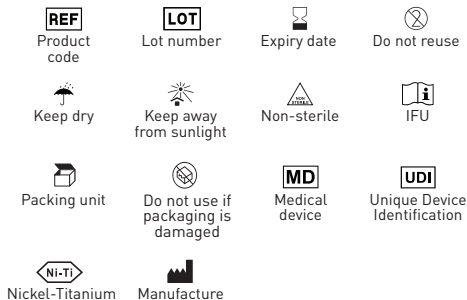 REF
LOT
Product
code
Lot number
Expiry date
Do not reuse
2
NON
STERILE
i
Keep dry
Keep away
from sunlight
Non-sterile
IFU
MD
UDI
Packing unit
Do not use if
packaging is
damaged
Medical
device
Unique Device
Identification
Ni-Ti
Nickel-Titanium
Manufacture